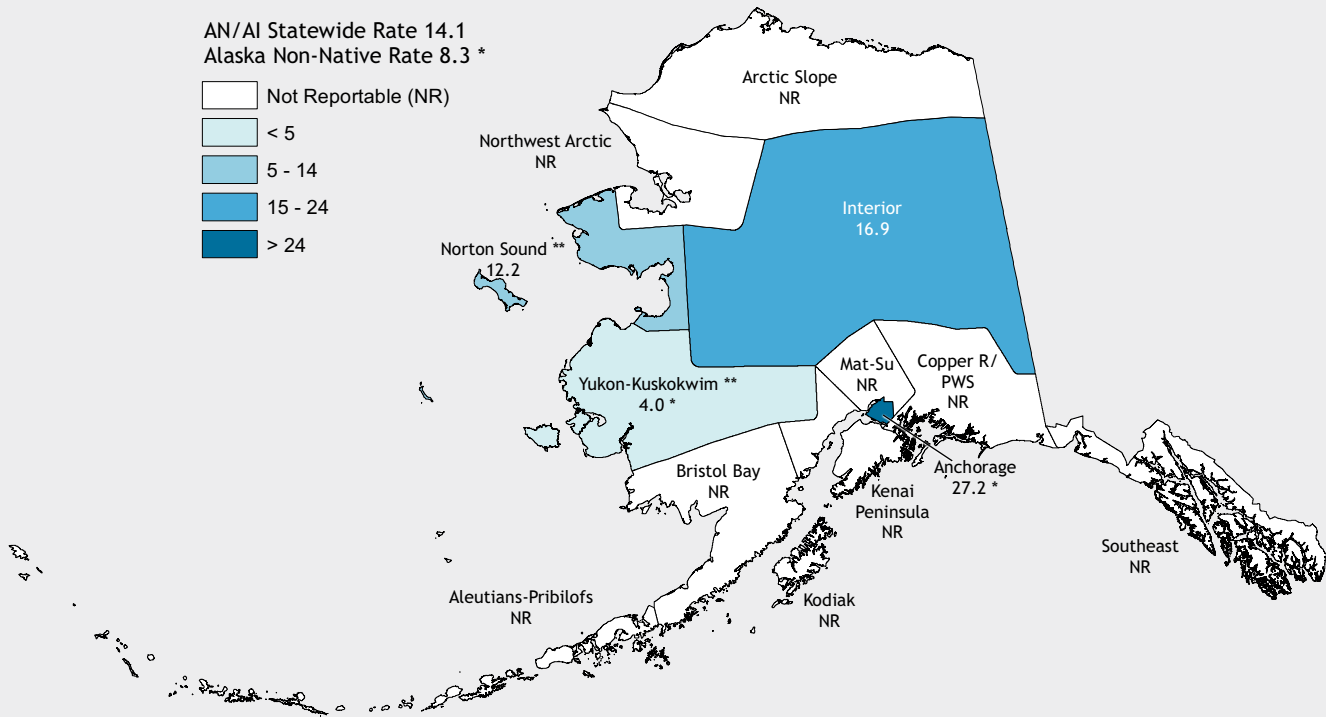 AN/AI Statewide Rate 14.1
Alaska Non-Native Rate 8.3 *
Not Reportable (NR)
< 5
5 - 14
15 - 24
> 24
Arctic Slope
NR
Northwest Arctic
NR
Interior
16.9
Norton Sound **
12.2
Yukon-Kuskokwim **
4.0 *
Mat-Su
NR
Copper R/
PWS
NR
Anchorage
27.2 *
Bristol Bay
NR
Kenai
Peninsula
NR
Southeast
NR
Aleutians-Pribilofs
NR
Kodiak
NR